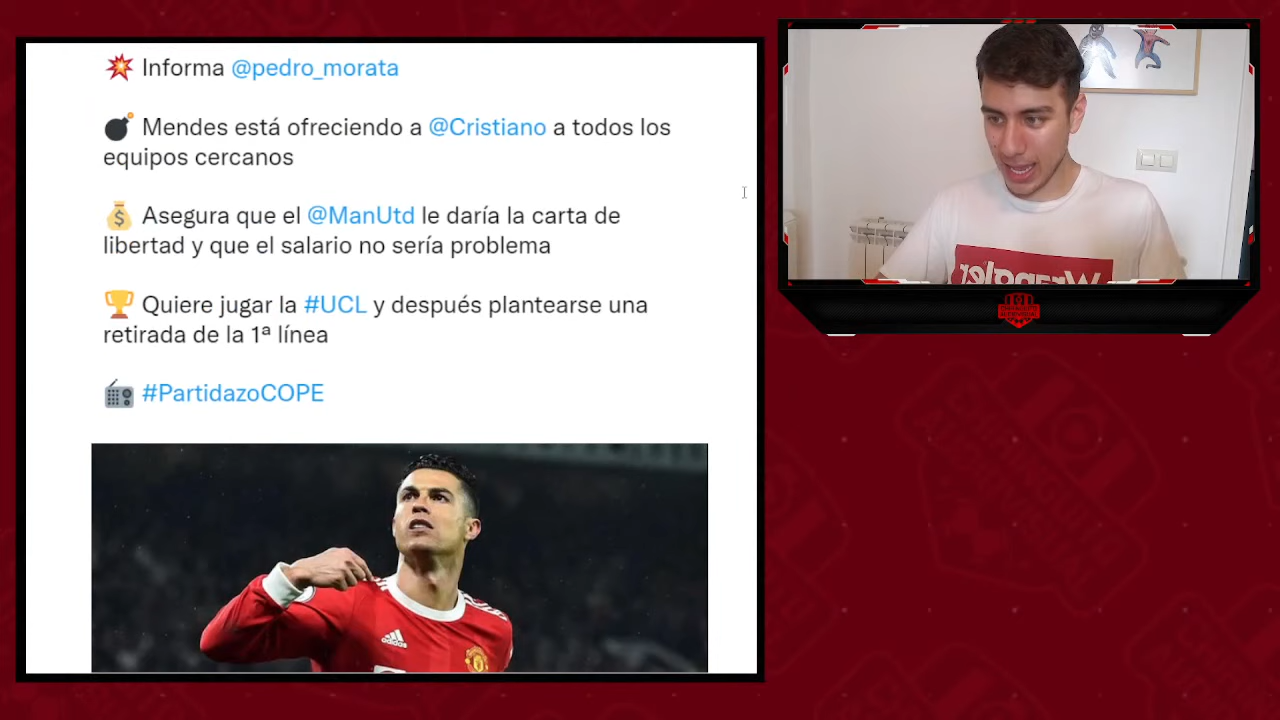 💥 Informa @pedro_morata
💣 Mendes está ofreciendo a @Cristiano a todos los
equipos cercanos
💰 Asegura que el @ManUtd le daría la carta de
libertad y que el salario no sería problema
🏆 Quiere jugar la #UCL y después plantearse una
retirada de la 1ª línea
📻 #PartidazoCOPE
adidas
Wrangler